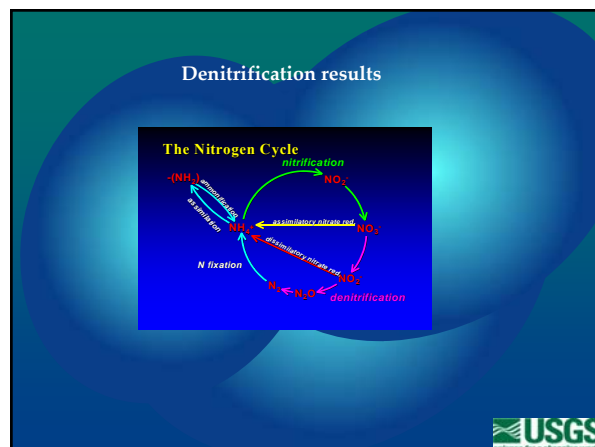 Denitrification results
The Nitrogen Cycle
nitrification
-(NH₂)
ammonification
assimilation
NO₂⁻
NH₄⁺
assimilatory nitrate red.
NO₃⁻
dissimilatory nitrate red.
N fixation
NO₂⁻
N₂
N₂O
denitrification
USGS